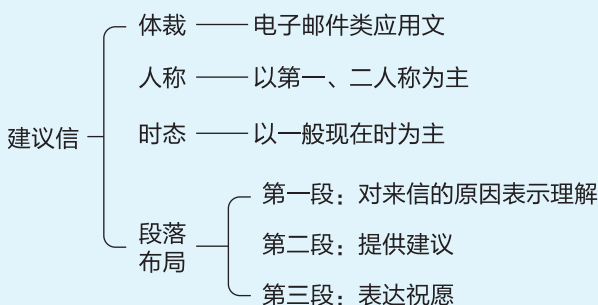 体裁 电子邮件类应用文
人称 以第一、二人称为主
建议信
时态 以一般现在时为主
段落
布局
第一段：对来信的原因表示理解
第二段：提供建议
第三段：表达祝愿